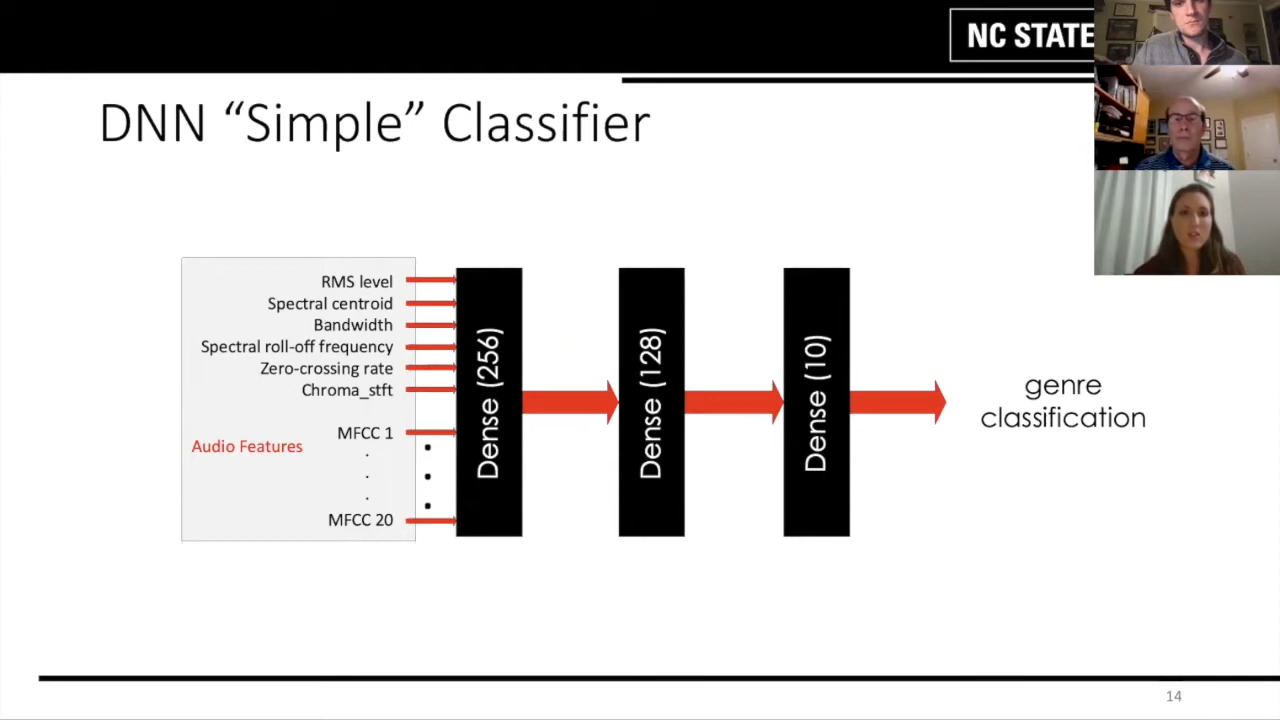 NC STATE
DNN “Simple” Classifier
RMS level
Spectral centroid
Bandwidth
Spectral roll-off frequency
Zero-crossing rate
Chroma_stft
MFCC 1
Audio Features
.
.
.
MFCC 20
Dense (256)
Dense (128)
Dense (10)
genre
classification
14